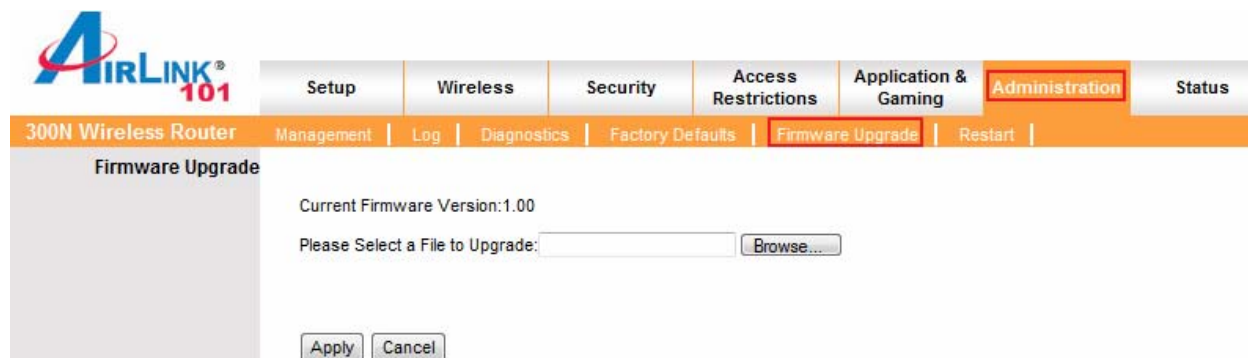 AIRLINK®
101
Setup
Wireless
Security
Access
Restrictions
Application &
Gaming
Administration
Status
300N Wireless Router
Management
Log
Diagnostics
Factory Defaults
Firmware Upgrade
Restart
Firmware Upgrade
Current Firmware Version:1.00
Please Select a File to Upgrade:
Browse...
Apply
Cancel